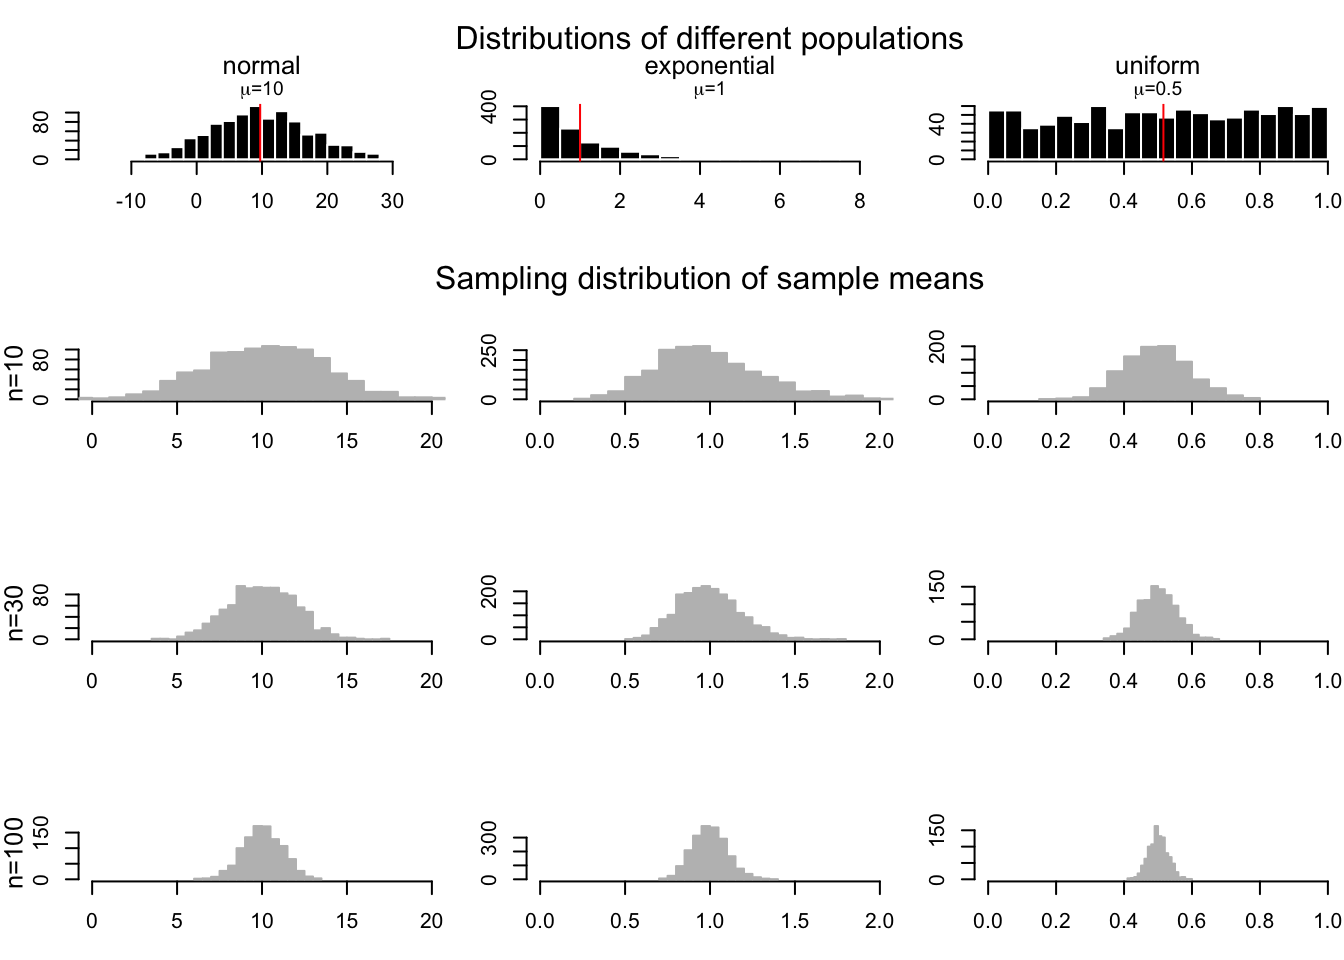 Distributions of different populations
normal exponential uniform
μ=10 μ=1 μ=0.5
80 0 400 0 40 0
-10 0 10 20 30 0 2 4 6 8 0.0 0.2 0.4 0.6 0.8 1.0
Sampling distribution of sample means
n=10 80 0 250 0 200 0
0 5 10 15 20 0.0 0.5 1.0 1.5 2.0 0.0 0.2 0.4 0.6 0.8 1.0
n=30 80 0 200 0 150 0
0 5 10 15 20 0.0 0.5 1.0 1.5 2.0 0.0 0.2 0.4 0.6 0.8 1.0
n=100 150 0 300 0 150 0
0 5 10 15 20 0.0 0.5 1.0 1.5 2.0 0.0 0.2 0.4 0.6 0.8 1.0